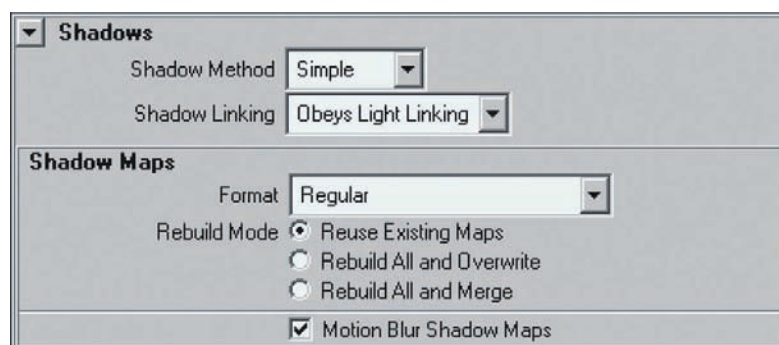 Shadows
Shadow Method Simple
Shadow Linking Obeys Light Linking
Shadow Maps
Format Regular
Rebuild Mode Reuse Existing Maps
Rebuild All and Overwrite
Rebuild All and Merge
Motion Blur Shadow Maps